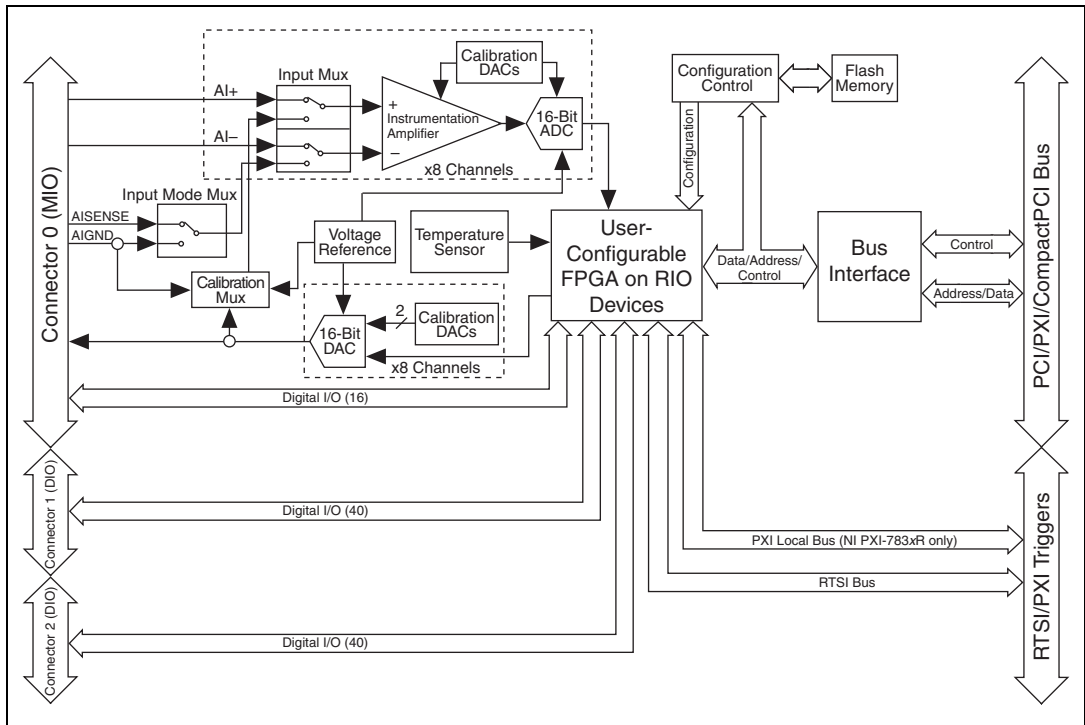 Calibration
DACs
Input Mux
AI+
+
Instrumentation
Amplifier
16-Bit
ADC
AI–
–
x8 Channels
Configuration
Control
Flash
Memory
Configuration
Connector 0 (MIO)
Input Mode Mux
AISENSE
AIGND
Voltage
Reference
Temperature
Sensor
User-
Configurable
FPGA on RIO
Devices
Data/Address/
Control
Bus
Interface
Control
Address/Data
PCI/PXI/CompactPCI Bus
Calibration
Mux
2
Calibration
DACs
16-Bit
DAC
x8 Channels
Digital I/O (16)
Connector 1 (DIO)
Digital I/O (40)
PXI Local Bus (NI PXI-783xR only)
RTSI Bus
RTSI/PXI Triggers
Connector 2 (DIO)
Digital I/O (40)